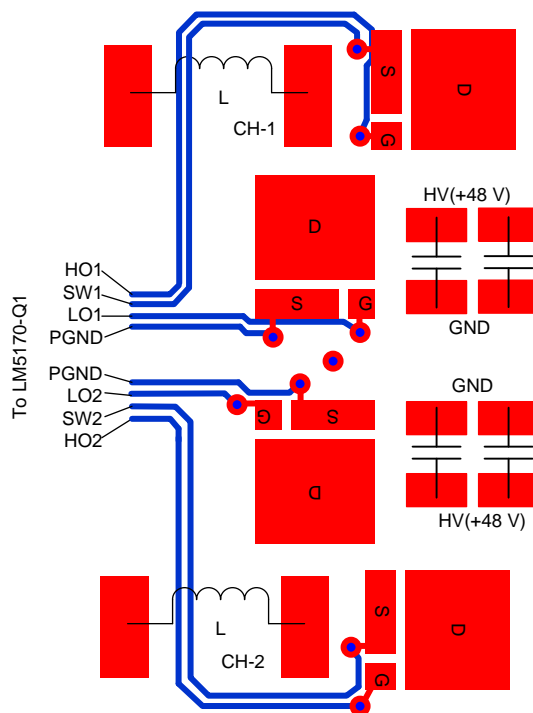 S
D
L
CH-1
G
HV(+48 V)
D
HO1
SW1
S
G
LO1
GND
PGND
To LM5170-Q1
PGND
GND
LO2
SW2
G
S
HO2
D
HV(+48 V)
S
L
D
CH-2
G